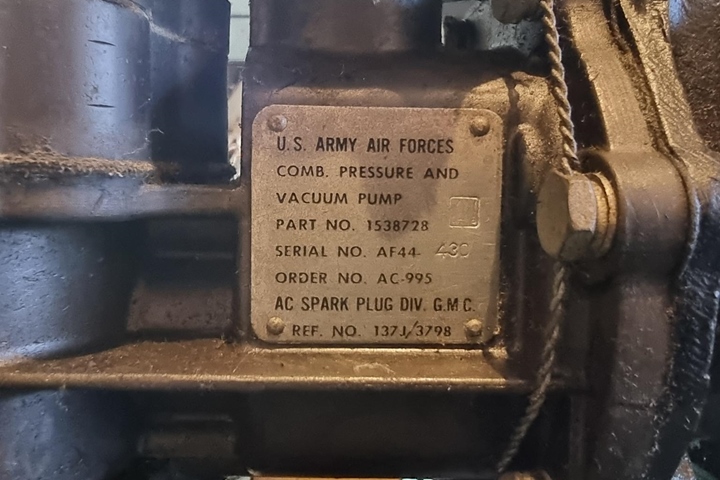 U.S. ARMY AIR FORCES
COMB. PRESSURE AND
VACUUM PUMP
PART NO. 1538728
SERIAL NO. AF44- 430
ORDER NO. AC-995
AC SPARK PLUG DIV. G.M.C.
REF. NO. 137J/3798